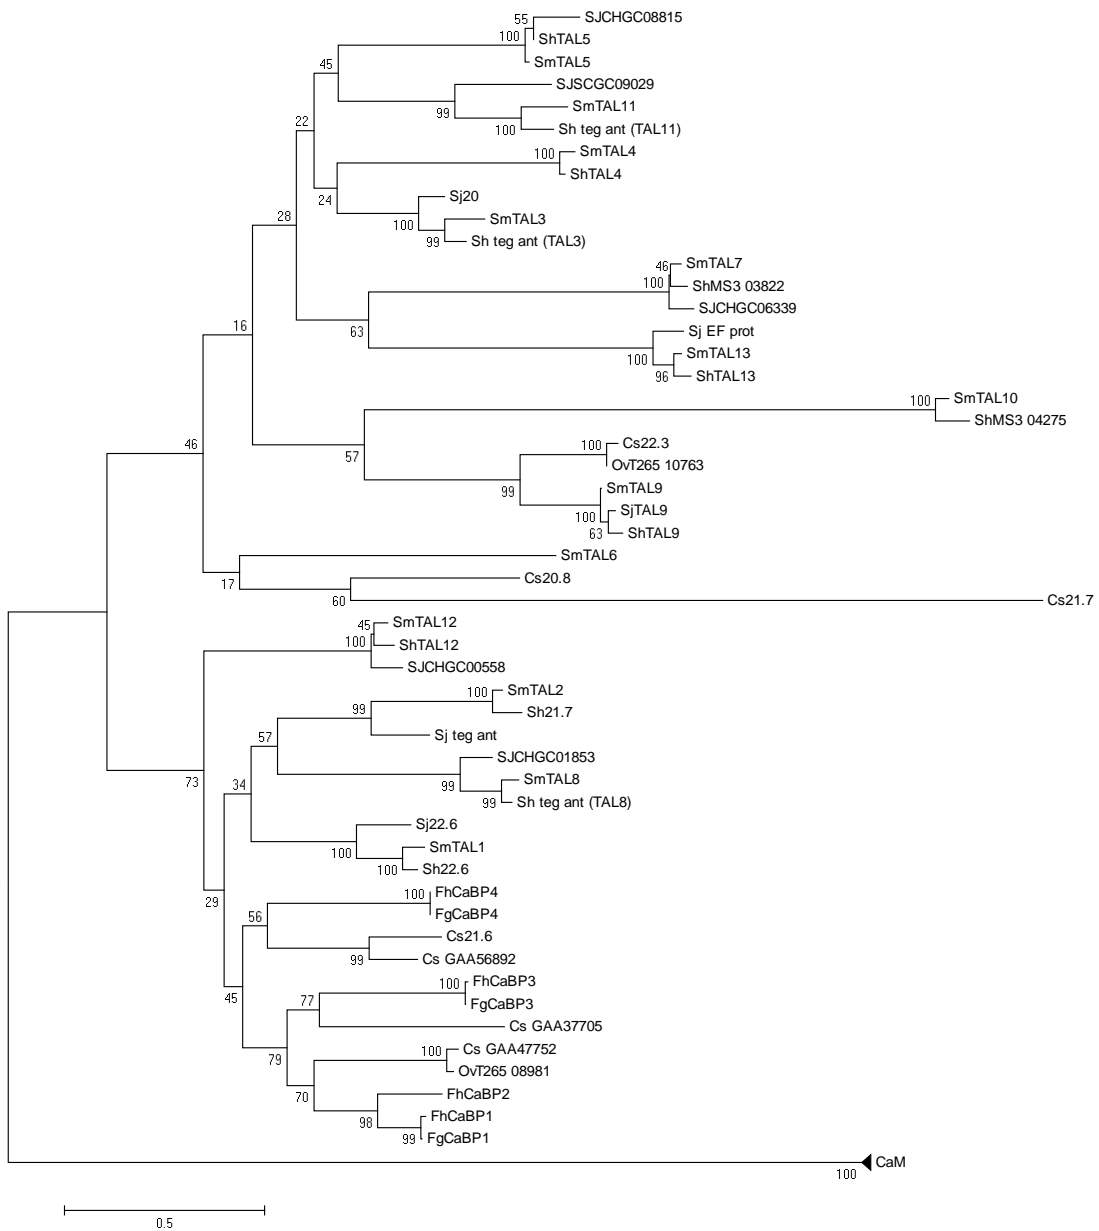 55
SJCHGC08815
100
ShTAL5
SmTAL5
45
SJSCGC09029
SmTAL11
99
100
Sh teg ant (TAL11)
22
100
SmTAL4
ShTAL4
24
Sj20
100
SmTAL3
99
Sh teg ant (TAL3)
28
46
SmTAL7
100
ShMS3 03822
SJCHGC06339
63
Sj EF prot
100
SmTAL13
96
ShTAL13
16
100
SmTAL10
ShMS3 04275
57
100
Cs22.3
OvT265 10763
99
SmTAL9
100
SjTAL9
63
ShTAL9
46
SmTAL6
17
Cs20.8
60
Cs21.7
45
SmTAL12
100
ShTAL12
SJCHGC00558
73
100
SmTAL2
99
Sh21.7
Sj teg ant
57
SJCHGC01853
99
SmTAL8
99
Sh teg ant (TAL8)
34
Sj22.6
100
SmTAL1
100
Sh22.6
29
100
FhCaBP4
FgCaBP4
56
Cs21.6
99
Cs GAA56892
45
100
FhCaBP3
FgCaBP3
77
Cs GAA37705
79
100
Cs GAA47752
OvT265 08981
70
FhCaBP2
98
FhCaBP1
99
FgCaBP1
CaM
100
0.5